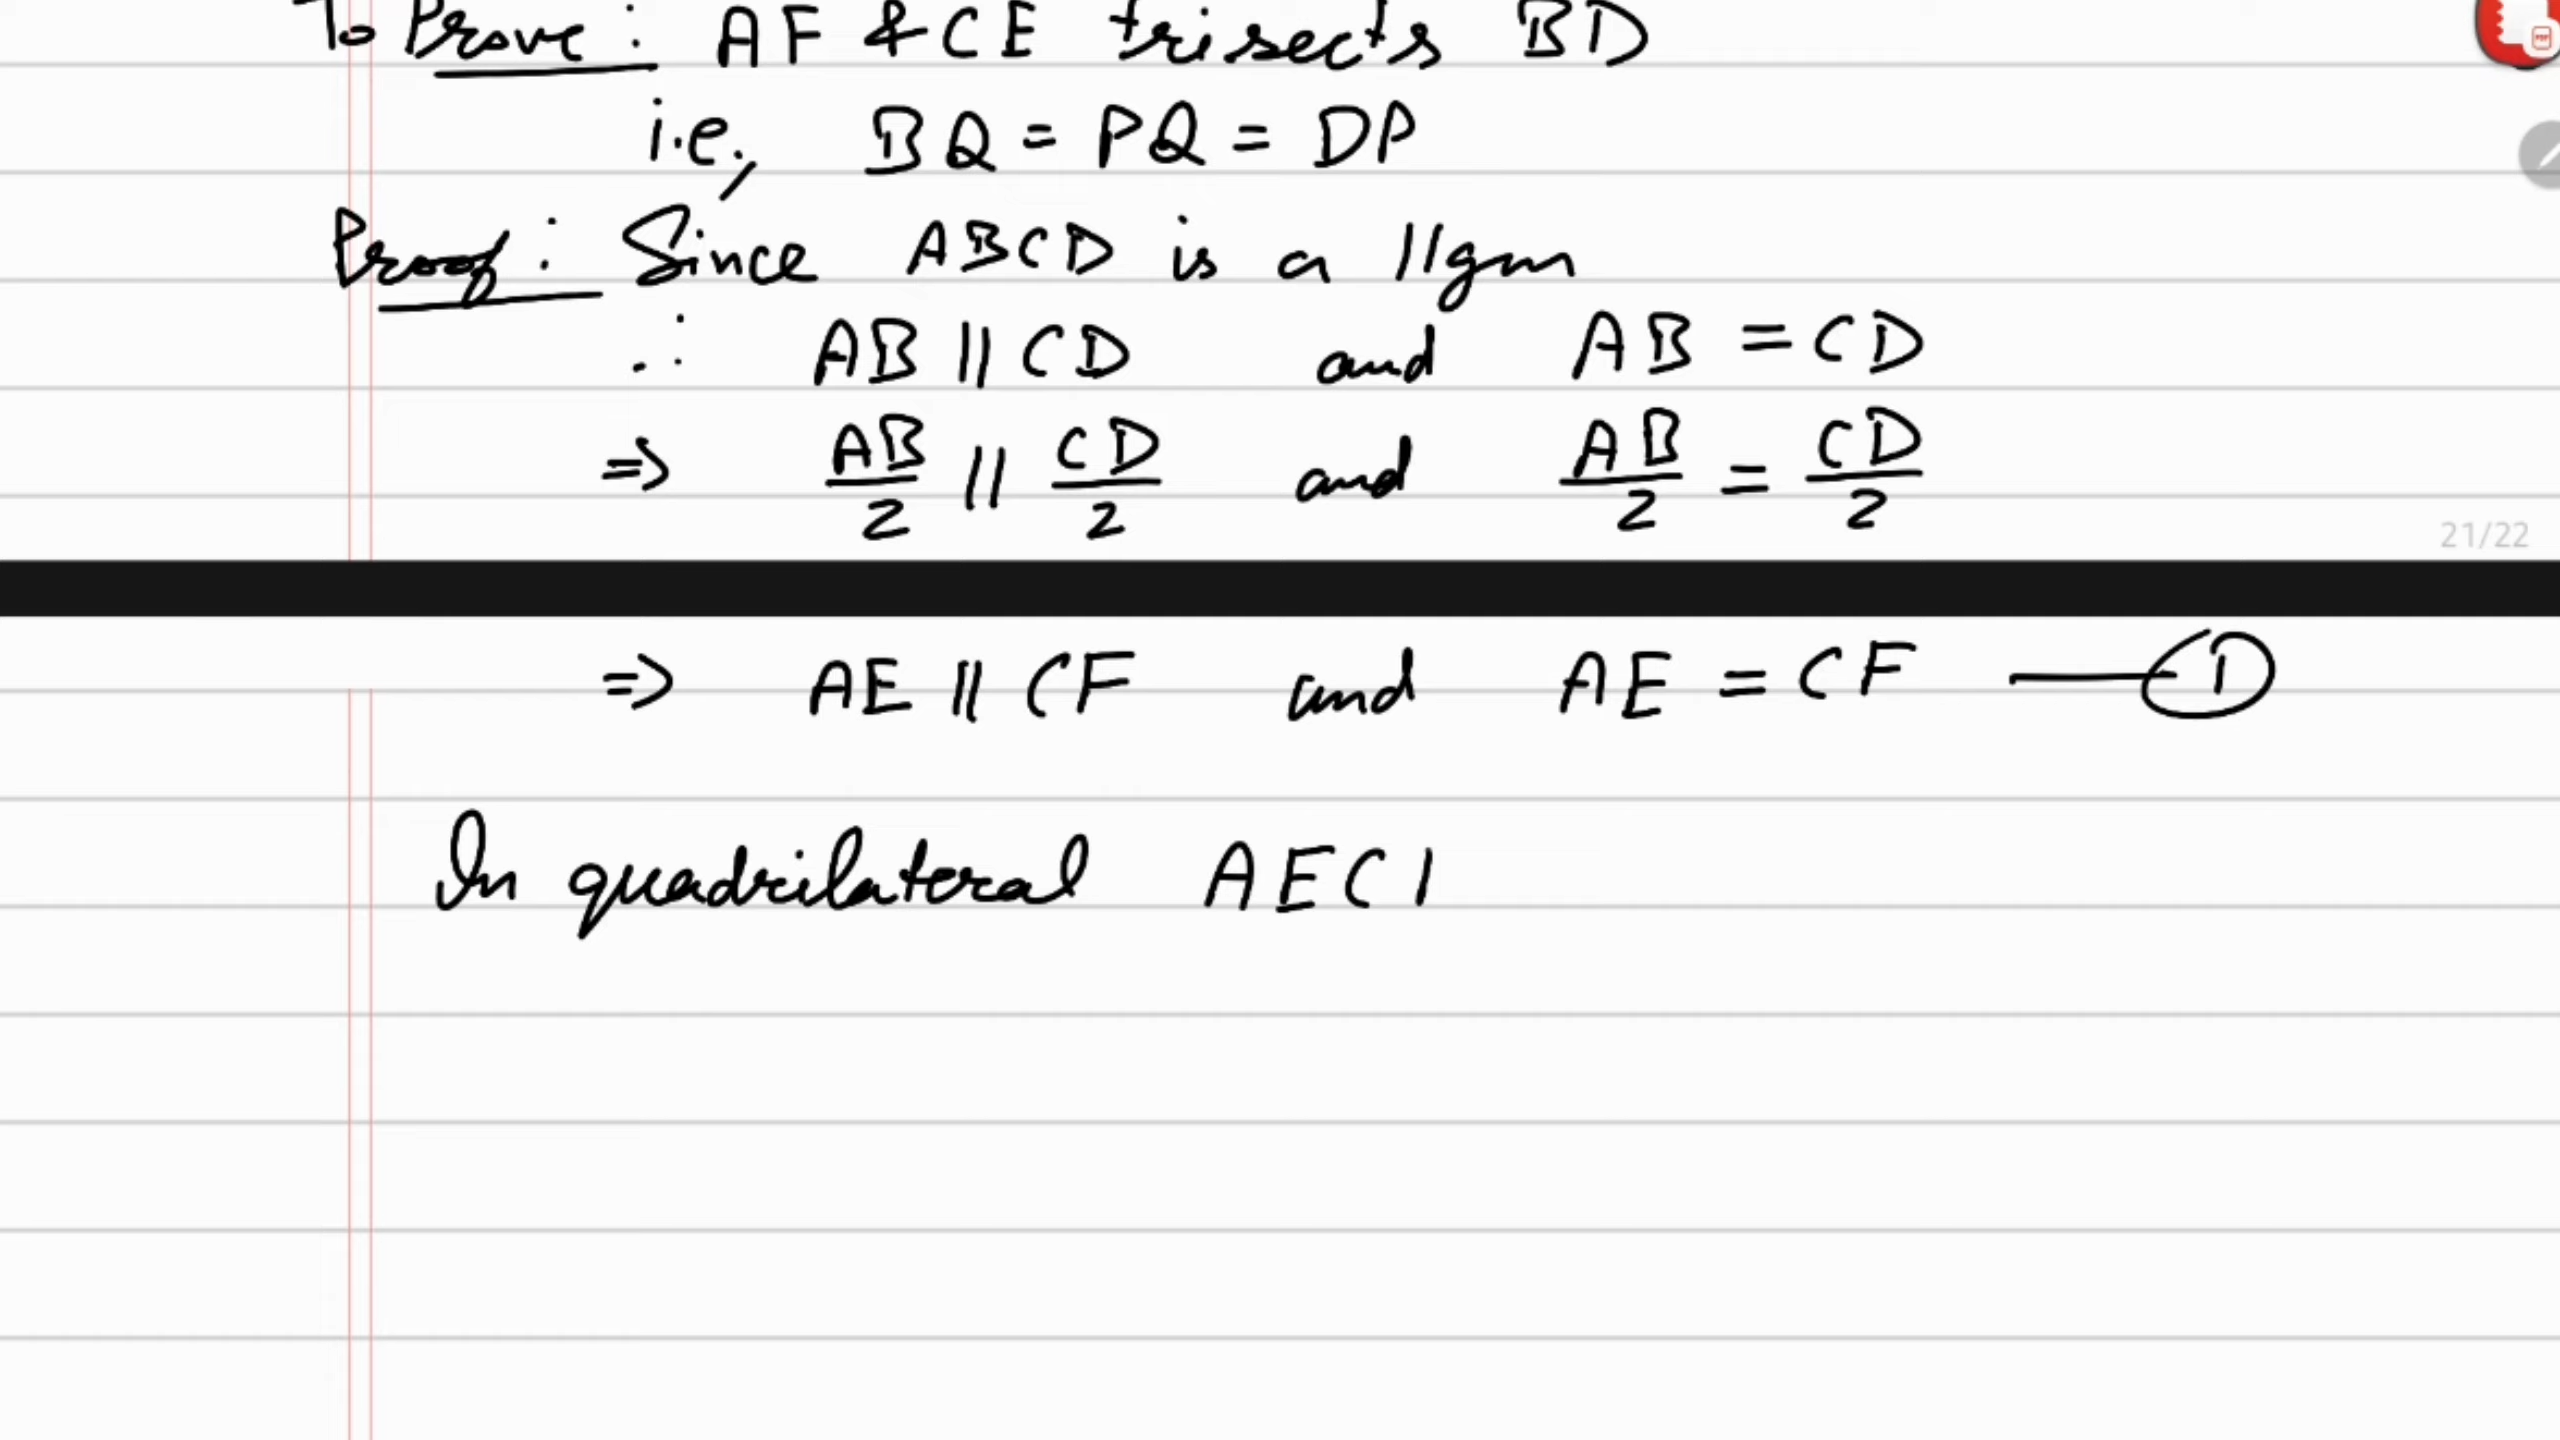 To Prove : AF & CE trisects BD
i.e., BQ = PQ = DP
Proof : Since ABCD is a ||gm
∴ AB || CD and AB = CD
⇒ AB/2 || CD/2 and AB/2 = CD/2
21/22
⇒ AE || CF and AE = CF —①
In quadrilateral AEC